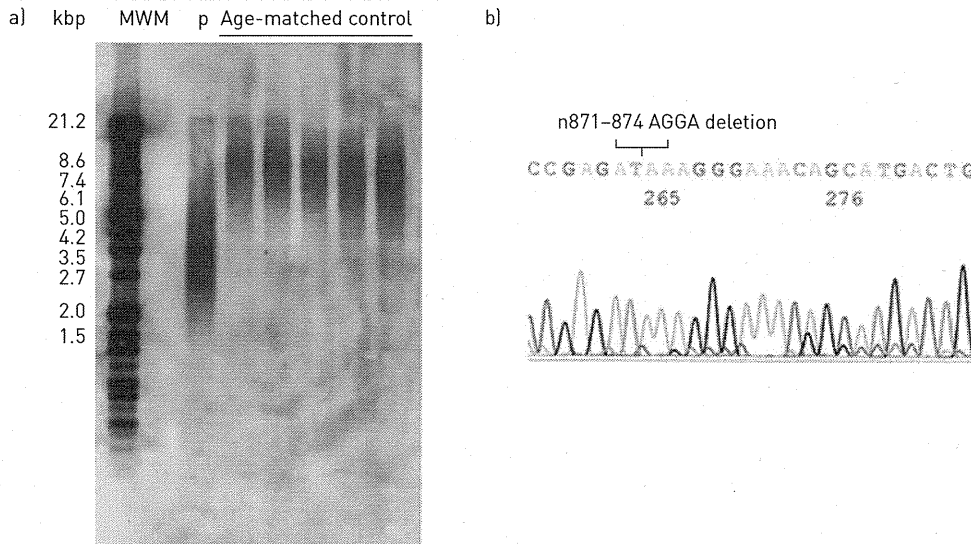 a) kbp MWM p Age-matched control
21.2
8.6
7.4
6.1
5.0
4.2
3.5
2.7
2.0
1.5
b)
n871–874 AGGA deletion
CCGAGATAAAGGGAAACAGCATGACTG
265 276